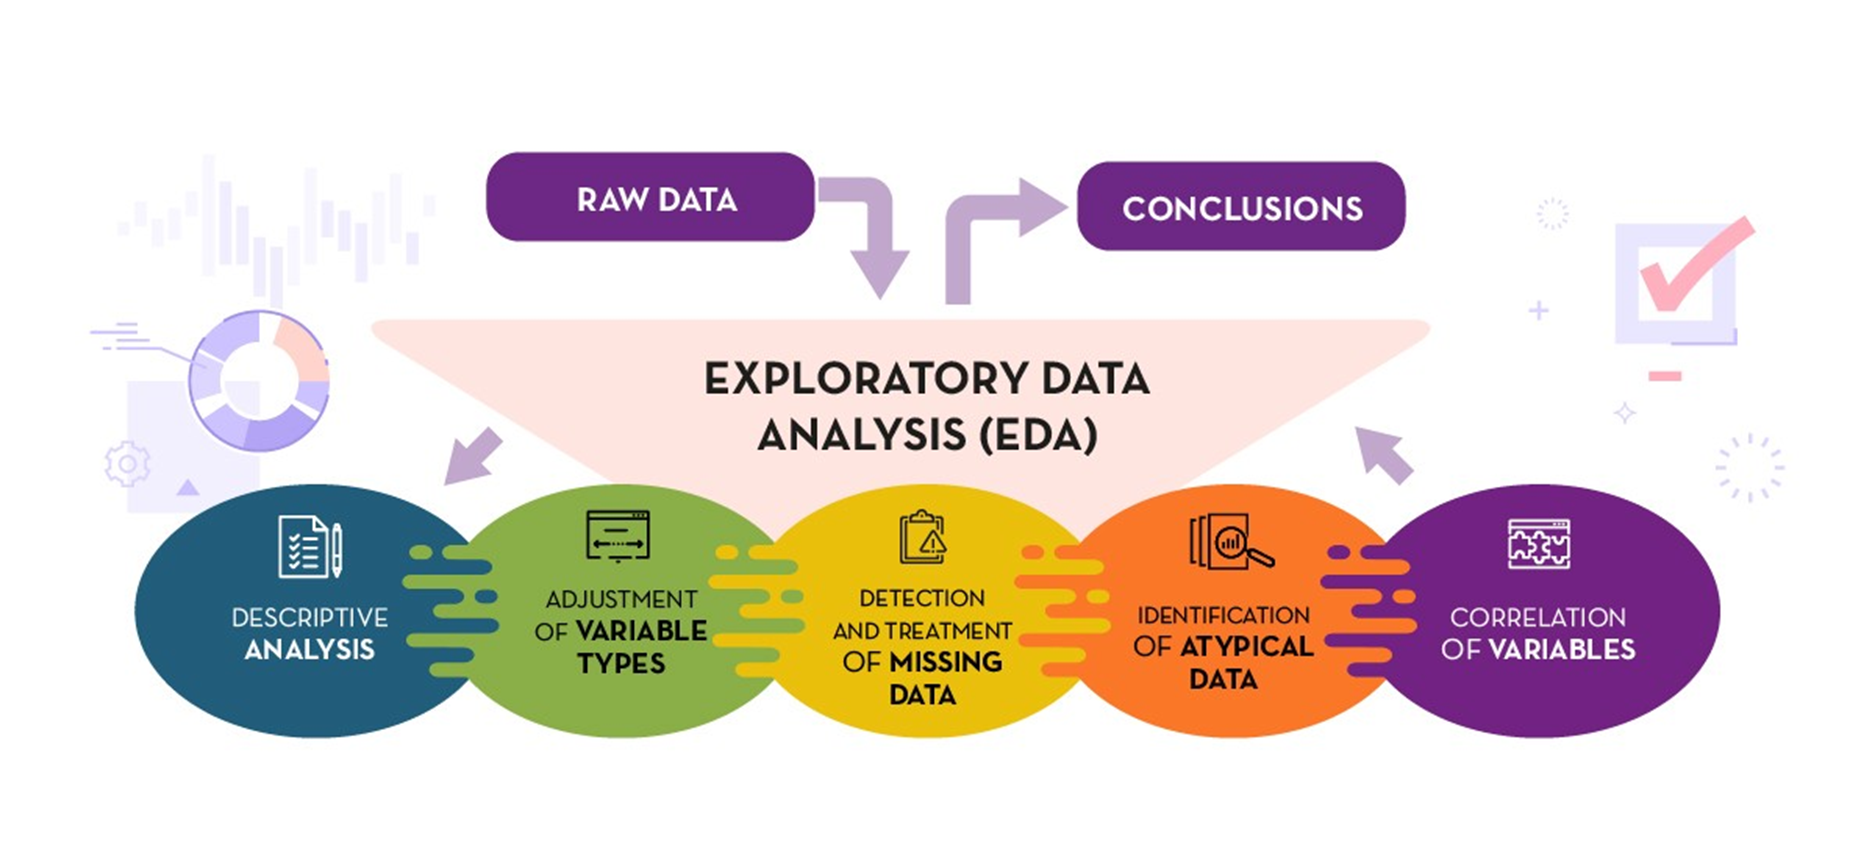 RAW DATA
CONCLUSIONS
EXPLORATORY DATA
ANALYSIS (EDA)
DESCRIPTIVE
ANALYSIS
ADJUSTMENT
OF VARIABLE
TYPES
DETECTION
AND TREATMENT
OF MISSING
DATA
IDENTIFICATION
OF ATYPICAL
DATA
CORRELATION
OF VARIABLES